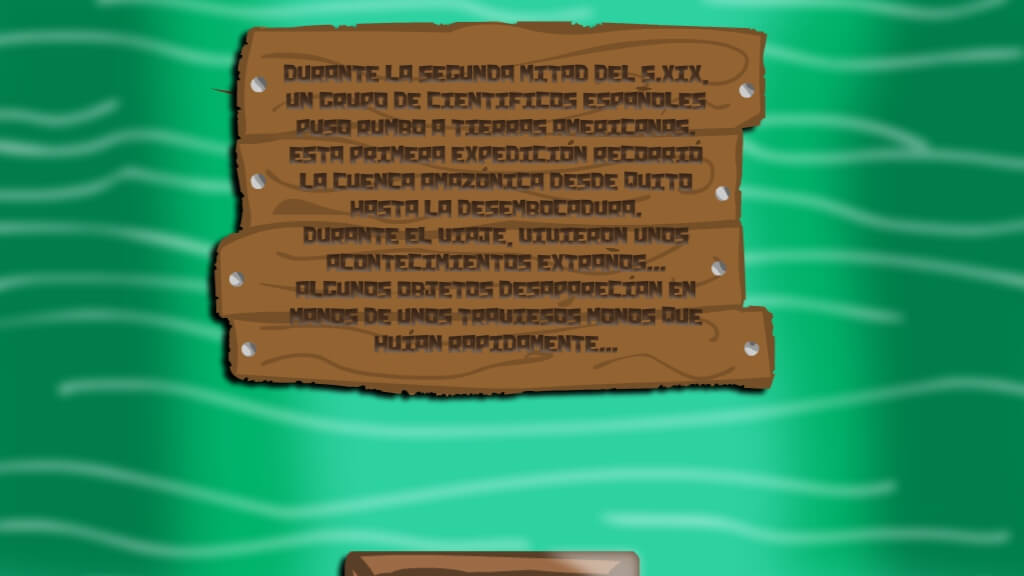 DURANTE LA SEGUNDA MITAD DEL S.XIX,
UN GRUPO DE CIENTIFICOS ESPAÑOLES
PUSO RUMBO A TIERRAS AMERICANAS.
ESTA PRIMERA EXPEDICIÓN RECORRIÓ
LA CUENCA AMAZÓNICA DESDE QUITO
HASTA LA DESEMBOCADURA.
DURANTE EL VIAJE, VIVIERON UNOS
ACONTECIMIENTOS EXTRAÑOS...
ALGUNOS OBJETOS DESAPARECÍAN EN
MANOS DE UNOS TRAVIESOS MONOS QUE
HUÍAN RAPIDAMENTE...